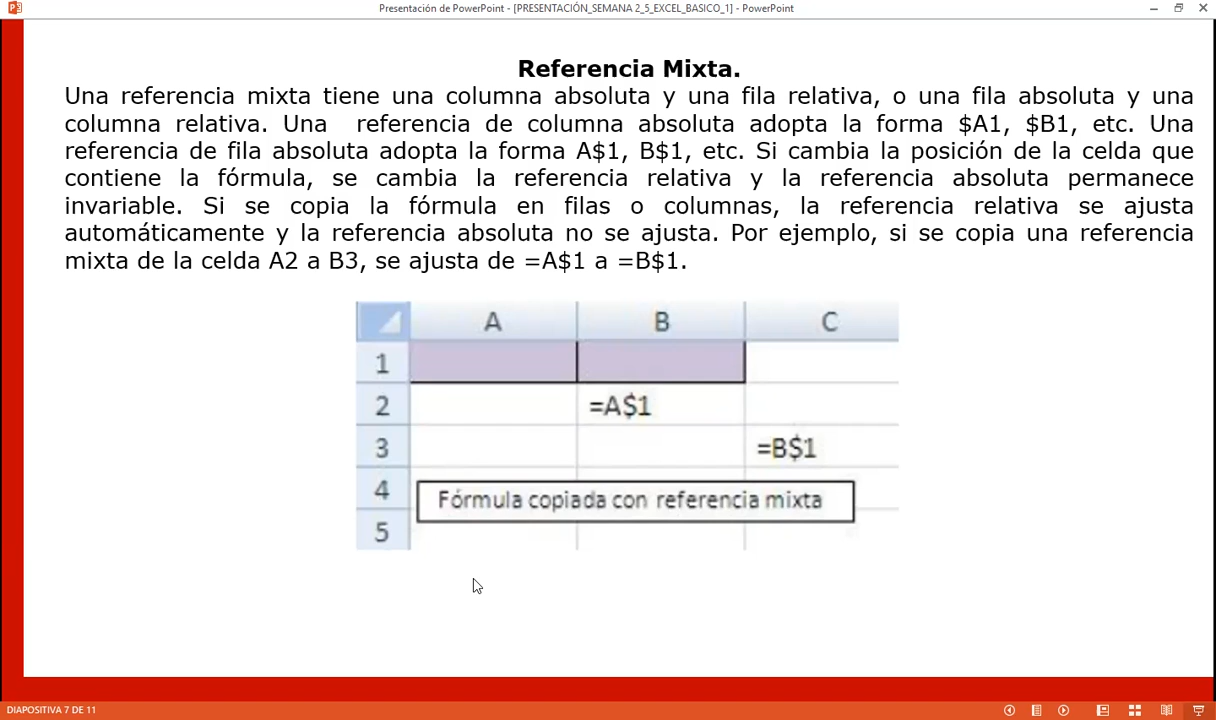 Presentación de PowerPoint - [PRESENTACIÓN_SEMANA 2_5_EXCEL_BASICO_1] - PowerPoint
Referencia Mixta.
Una referencia mixta tiene una columna absoluta y una fila relativa, o una fila absoluta y una
columna relativa. Una referencia de columna absoluta adopta la forma $A1, $B1, etc. Una
referencia de fila absoluta adopta la forma A$1, B$1, etc. Si cambia la posición de la celda que
contiene la fórmula, se cambia la referencia relativa y la referencia absoluta permanece
invariable. Si se copia la fórmula en filas o columnas, la referencia relativa se ajusta
automáticamente y la referencia absoluta no se ajusta. Por ejemplo, si se copia una referencia
mixta de la celda A2 a B3, se ajusta de =A$1 a =B$1.
A B C
1
2 =A$1
3 =B$1
4
Fórmula copiada con referencia mixta
5
DIAPOSITIVA 7 DE 11